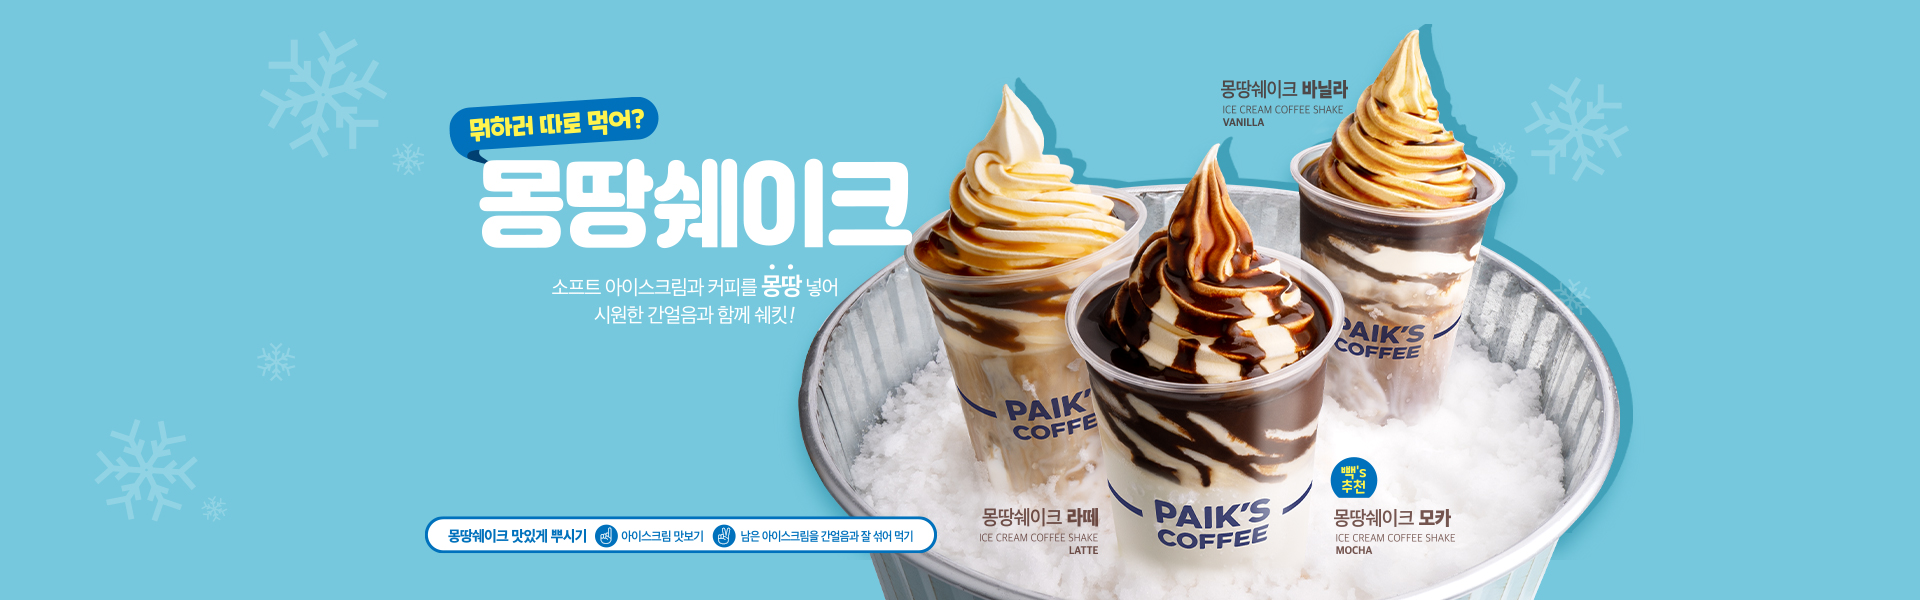 뭐하러 따로 먹어?
몽땅쉐이크
소프트 아이스크림과 커피를 몽땅 넣어
시원한 간얼음과 함께 쉐킷!
몽땅쉐이크 맛있게 뿌시기 아이스크림 맛보기 남은 아이스크림을 간얼음과 잘 섞어 먹기
몽땅쉐이크 바닐라
ICE CREAM COFFEE SHAKE
VANILLA
PAIK'S
COFFEE
PAIK'
COFFE
PAIK'S
COFFEE
몽땅쉐이크 라떼
ICE CREAM COFFEE SHAKE
LATTE
빽's
추천
몽땅쉐이크 모카
ICE CREAM COFFEE SHAKE
MOCHA